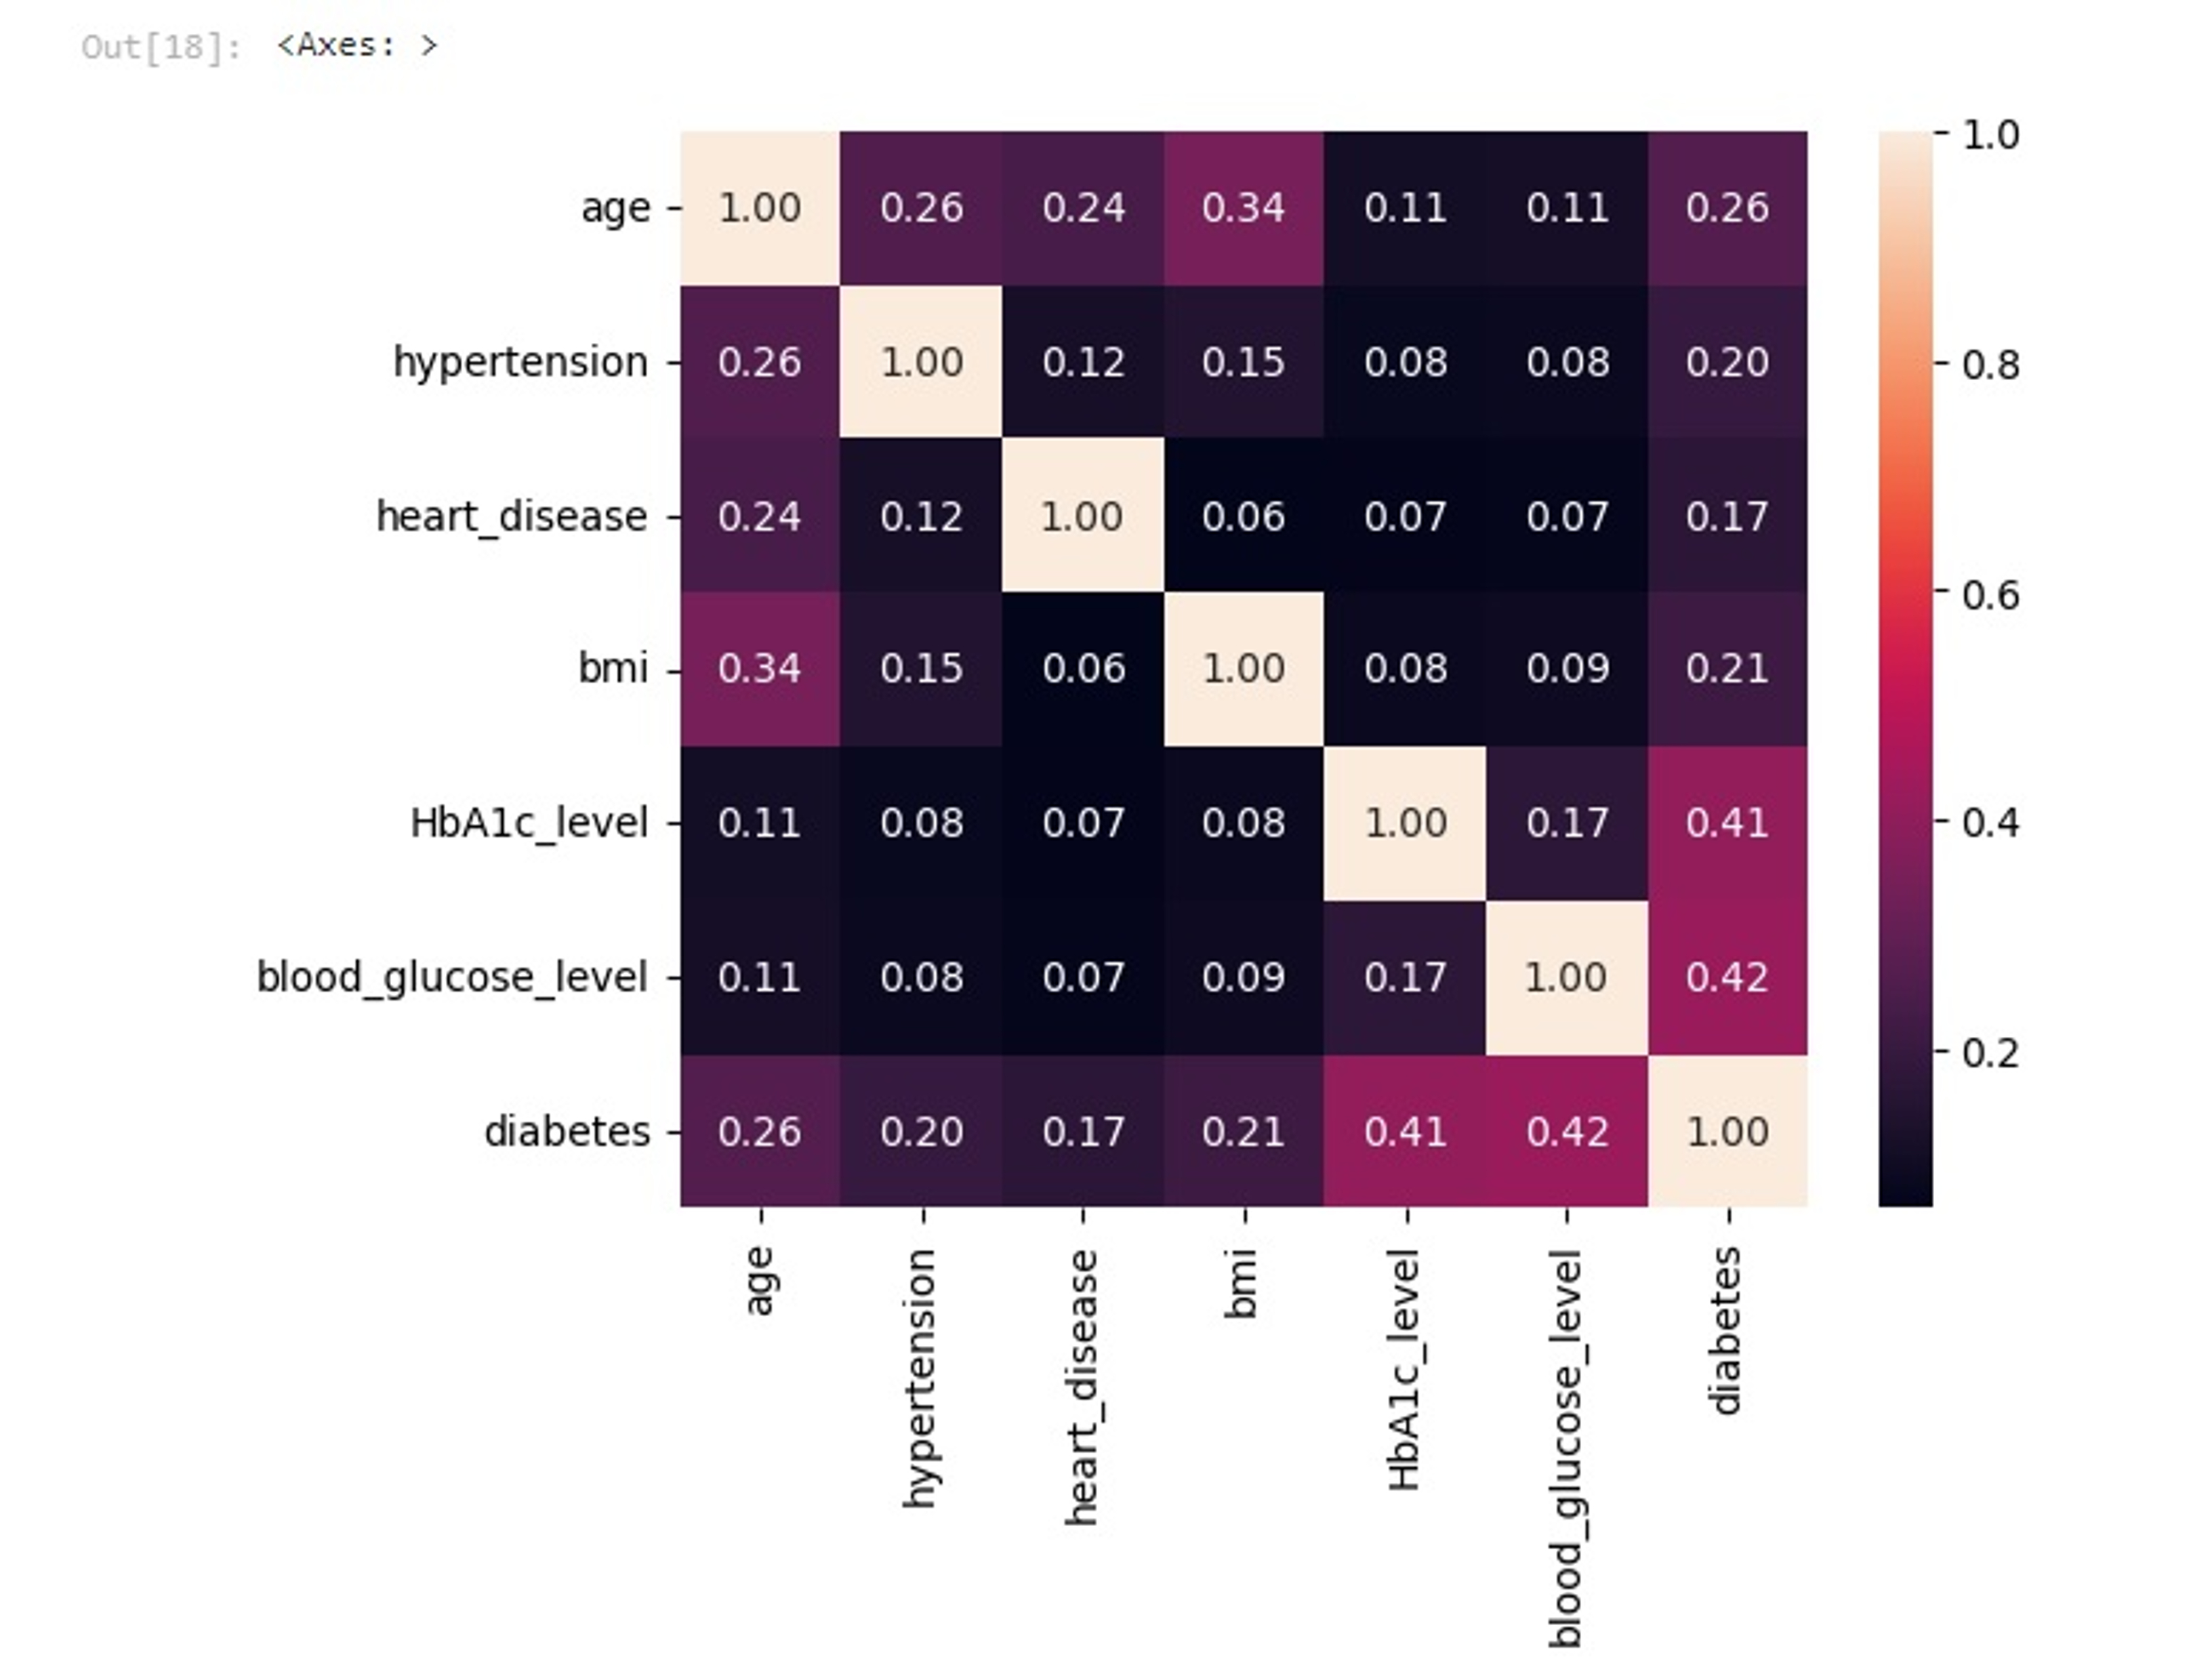 Out[18]: <Axes: >
1.0
age 1.00 0.26 0.24 0.34 0.11 0.11 0.26
hypertension 0.26 1.00 0.12 0.15 0.08 0.08 0.20
0.8
heart_disease 0.24 0.12 1.00 0.06 0.07 0.07 0.17
0.6
bmi 0.34 0.15 0.06 1.00 0.08 0.09 0.21
HbA1c_level 0.11 0.08 0.07 0.08 1.00 0.17 0.41
0.4
blood_glucose_level 0.11 0.08 0.07 0.09 0.17 1.00 0.42
0.2
diabetes 0.26 0.20 0.17 0.21 0.41 0.42 1.00
age
hypertension
heart_disease
bmi
HbA1c_level
blood_glucose_level
diabetes